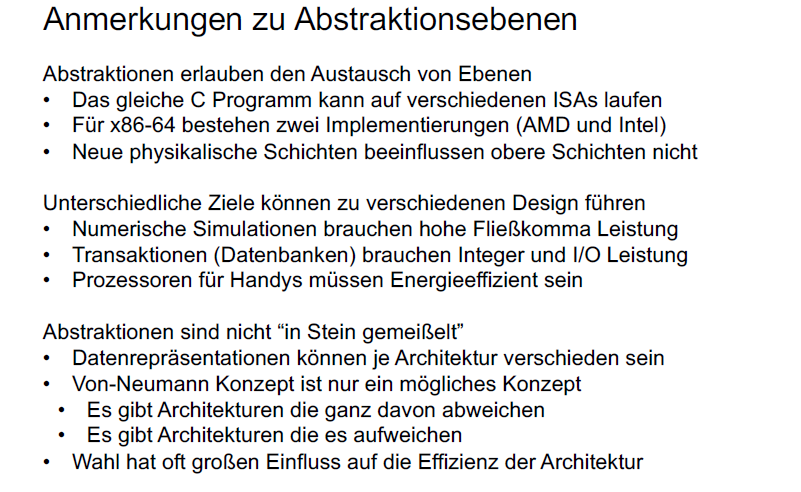 Anmerkungen zu Abstraktionsebenen
Abstraktionen erlauben den Austausch von Ebenen
• Das gleiche C Programm kann auf verschiedenen ISAs laufen
• Für x86-64 bestehen zwei Implementierungen (AMD und Intel)
• Neue physikalische Schichten beeinflussen obere Schichten nicht
Unterschiedliche Ziele können zu verschiedenen Design führen
• Numerische Simulationen brauchen hohe Fließkomma Leistung
• Transaktionen (Datenbanken) brauchen Integer und I/O Leistung
• Prozessoren für Handys müssen Energieeffizient sein
Abstraktionen sind nicht “in Stein gemeißelt”
• Datenrepräsentationen können je Architektur verschieden sein
• Von-Neumann Konzept ist nur ein mögliches Konzept
• Es gibt Architekturen die ganz davon abweichen
• Es gibt Architekturen die es aufweichen
• Wahl hat oft großen Einfluss auf die Effizienz der Architektur